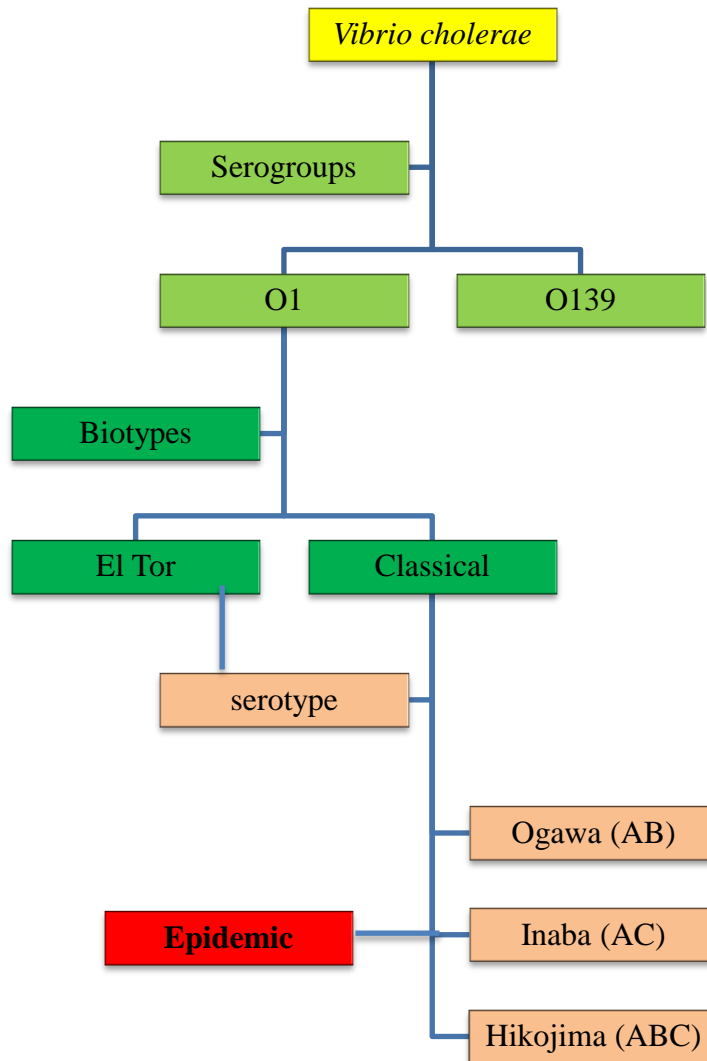 Vibrio cholerae
Serogroups
O1
O139
Biotypes
El Tor
Classical
serotype
Ogawa (AB)
Epidemic
Inaba (AC)
Hikojima (ABC)